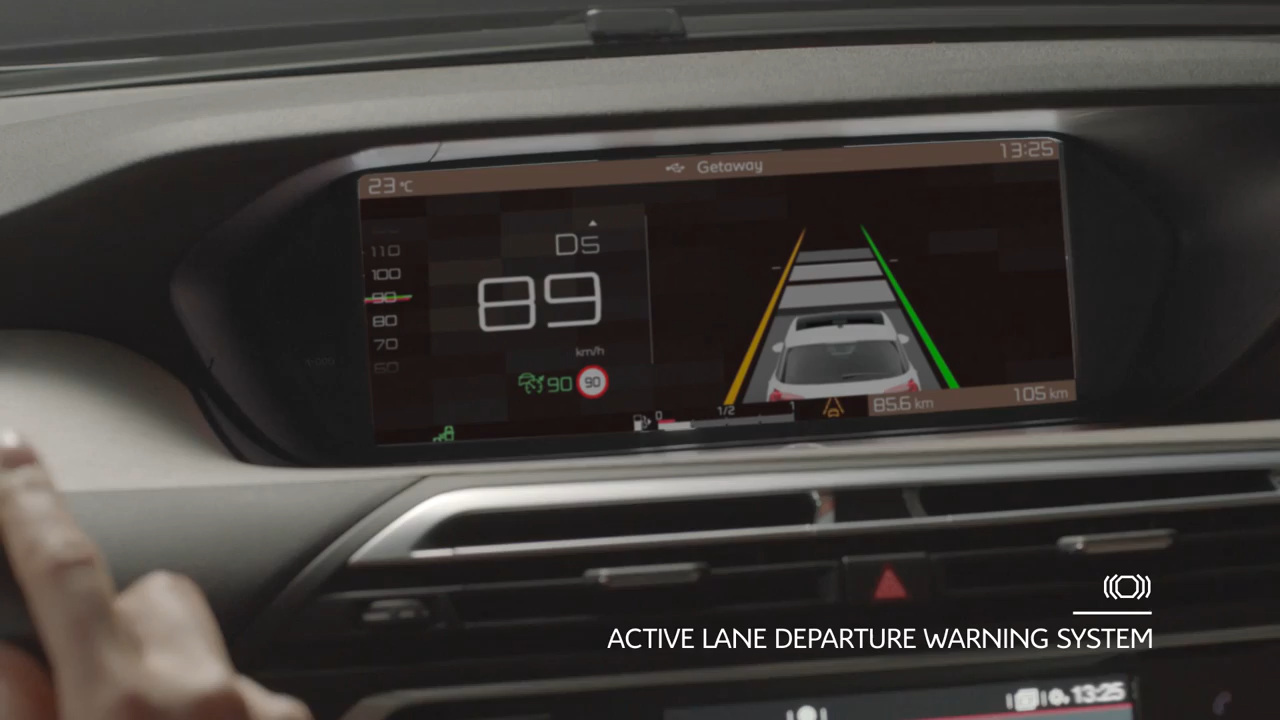 23 °C
Getaway
13:25
110
100
90
80
70
60
D5
89
km/h
90
90
0
1/2
1
85.6 km
105 km
ACTIVE LANE DEPARTURE WARNING SYSTEM
13:25